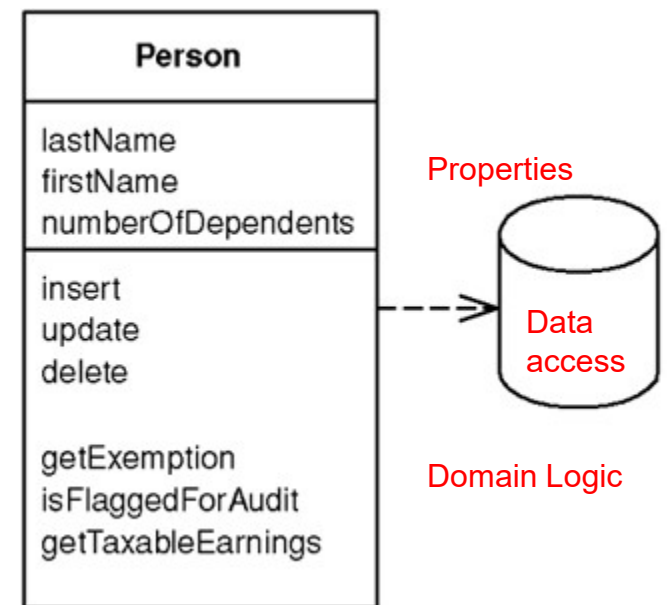 Person
lastName
firstName
numberOfDependents
Properties
insert
update
delete
Data
access
getExemption
isFlaggedForAudit
getTaxableEarnings
Domain Logic